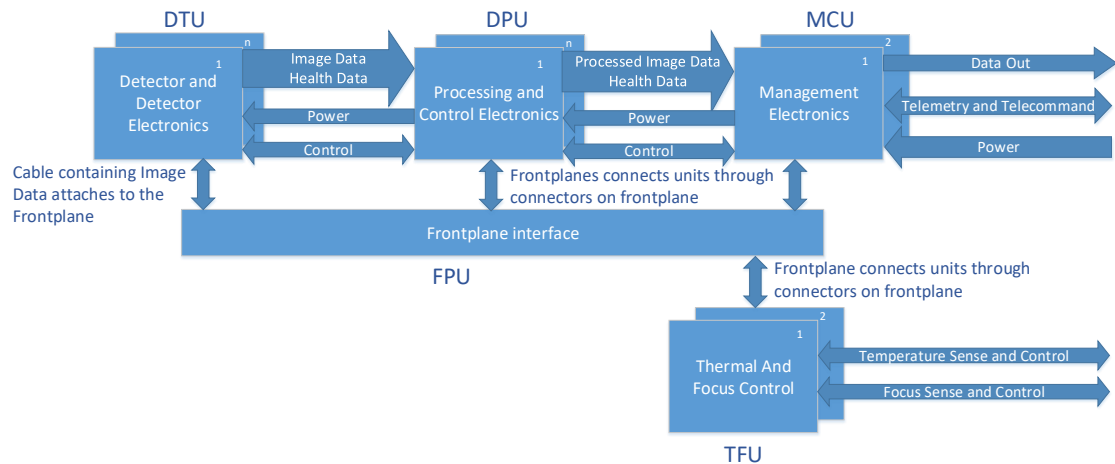 DTU
DPU
MCU
n
1
Detector and
Detector
Electronics
Image Data
Health Data
Power
Control
n
1
Processing and
Control Electronics
Processed Image Data
Health Data
Power
Control
2
1
Management
Electronics
Data Out
Telemetry and Telecommand
Power
Cable containing Image
Data attaches to the
Frontplane
Frontplanes connects units through
connectors on frontplane
Frontplane interface
FPU
Frontplane connects units through
connectors on frontplane
2
1
Thermal And
Focus Control
Temperature Sense and Control
Focus Sense and Control
TFU